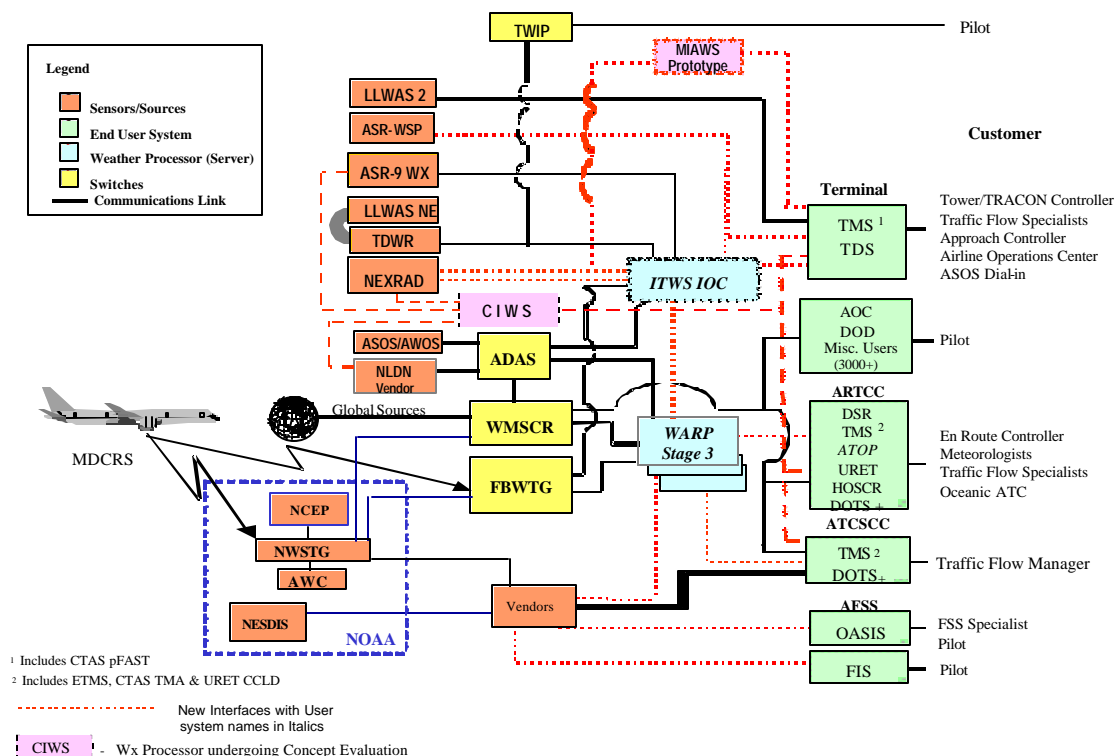 TWIP
Pilot
MIAWS
Prototype
Legend
Sensors/Sources
End User System
Weather Processor (Server)
Switches
Communications Link
LLWAS 2
ASR-WSP
ASR-9 WX
LLWAS NE
TDWR
NEXRAD
Customer
Terminal
TMS 1
TDS
Tower/TRACON Controller
Traffic Flow Specialists
Approach Controller
Airline Operations Center
ASOS Dial-in
ITWS IOC
CIWS
ASOS/AWOS
ADAS
NLDN
Vendor
AOC
DOD
Misc. Users
(3000+)
Pilot
Global Sources
WMSCR
WARP
Stage 3
MDCRS
FBWTG
ARTCC
DSR
TMS 2
ATOP
URET
HOSCR
DOTS +
En Route Controller
Meteorologists
Traffic Flow Specialists
Oceanic ATC
NCEP
NWSTG
AWC
NESDIS
NOAA
Vendors
ATCSCC
TMS 2
DOTS+
Traffic Flow Manager
AFSS
OASIS
FSS Specialist
Pilot
FIS
Pilot
1 Includes CTAS pFAST
2 Includes ETMS, CTAS TMA & URET CCLD
New Interfaces with User
system names in Italics
CIWS - Wx Processor undergoing Concept Evaluation